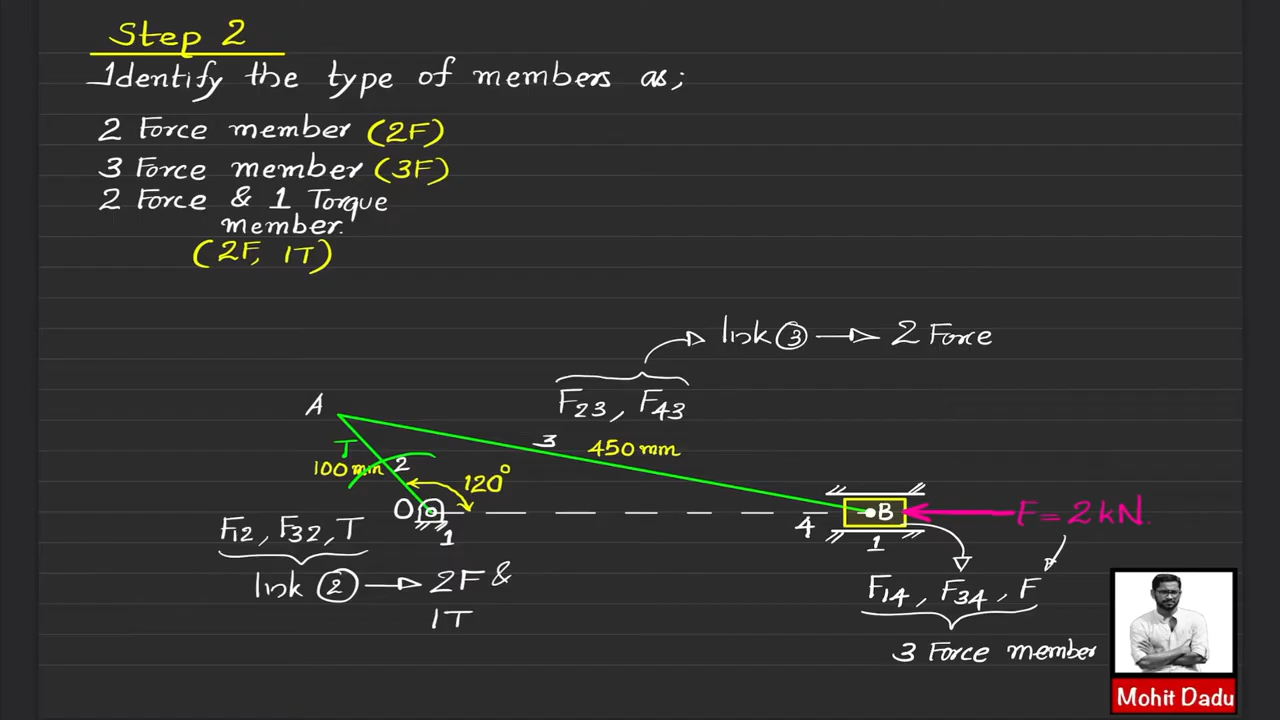 Step 2
Identify the type of members as;
2 Force member (2F)
3 Force member (3F)
2 Force & 1 Torque
member.
(2F, 1T)
link 3 → 2 Force
F23, F43
A
T
3
450 mm
100 mm
2
120°
O
1
B
4
1
F = 2 kN.
F12, F32, T
link 2 → 2F &
1T
F14, F34, F
3 Force member
Mohit Dadu